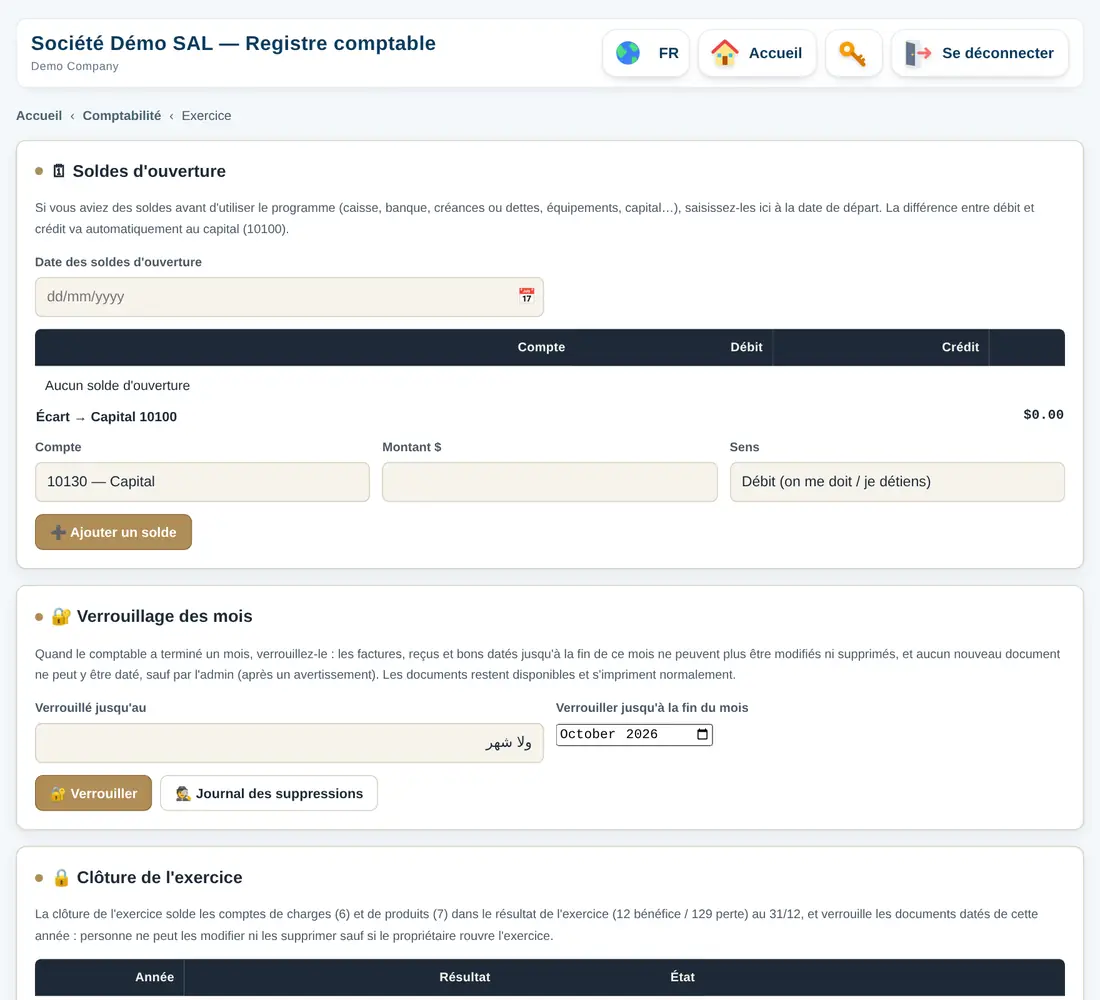 Société Démo SAL — Registre comptable
Demo Company
FR
Accueil
Se déconnecter
Accueil ‹ Comptabilité ‹ Exercice
Soldes d'ouverture
Si vous aviez des soldes avant d'utiliser le programme (caisse, banque, créances ou dettes, équipements, capital…), saisissez-les ici à la date de départ. La différence entre débit et
crédit va automatiquement au capital (10100).
Date des soldes d'ouverture
dd/mm/yyyy
Compte Débit Crédit
Aucun solde d'ouverture
Écart → Capital 10100 $0.00
Compte Montant $ Sens
10130 — Capital Débit (on me doit / je détiens)
➕ Ajouter un solde
Verrouillage des mois
Quand le comptable a terminé un mois, verrouillez-le : les factures, reçus et bons datés jusqu'à la fin de ce mois ne peuvent plus être modifiés ni supprimés, et aucun nouveau document
ne peut y être daté, sauf par l'admin (après un avertissement). Les documents restent disponibles et s'impriment normalement.
Verrouillé jusqu'au Verrouiller jusqu'à la fin du mois
ولا شهر
October 2026
Verrouiller Journal des suppressions
Clôture de l'exercice
La clôture de l'exercice solde les comptes de charges (6) et de produits (7) dans le résultat de l'exercice (12 bénéfice / 129 perte) au 31/12, et verrouille les documents datés de cette
année : personne ne peut les modifier ni les supprimer sauf si le propriétaire rouvre l'exercice.
Année Résultat État